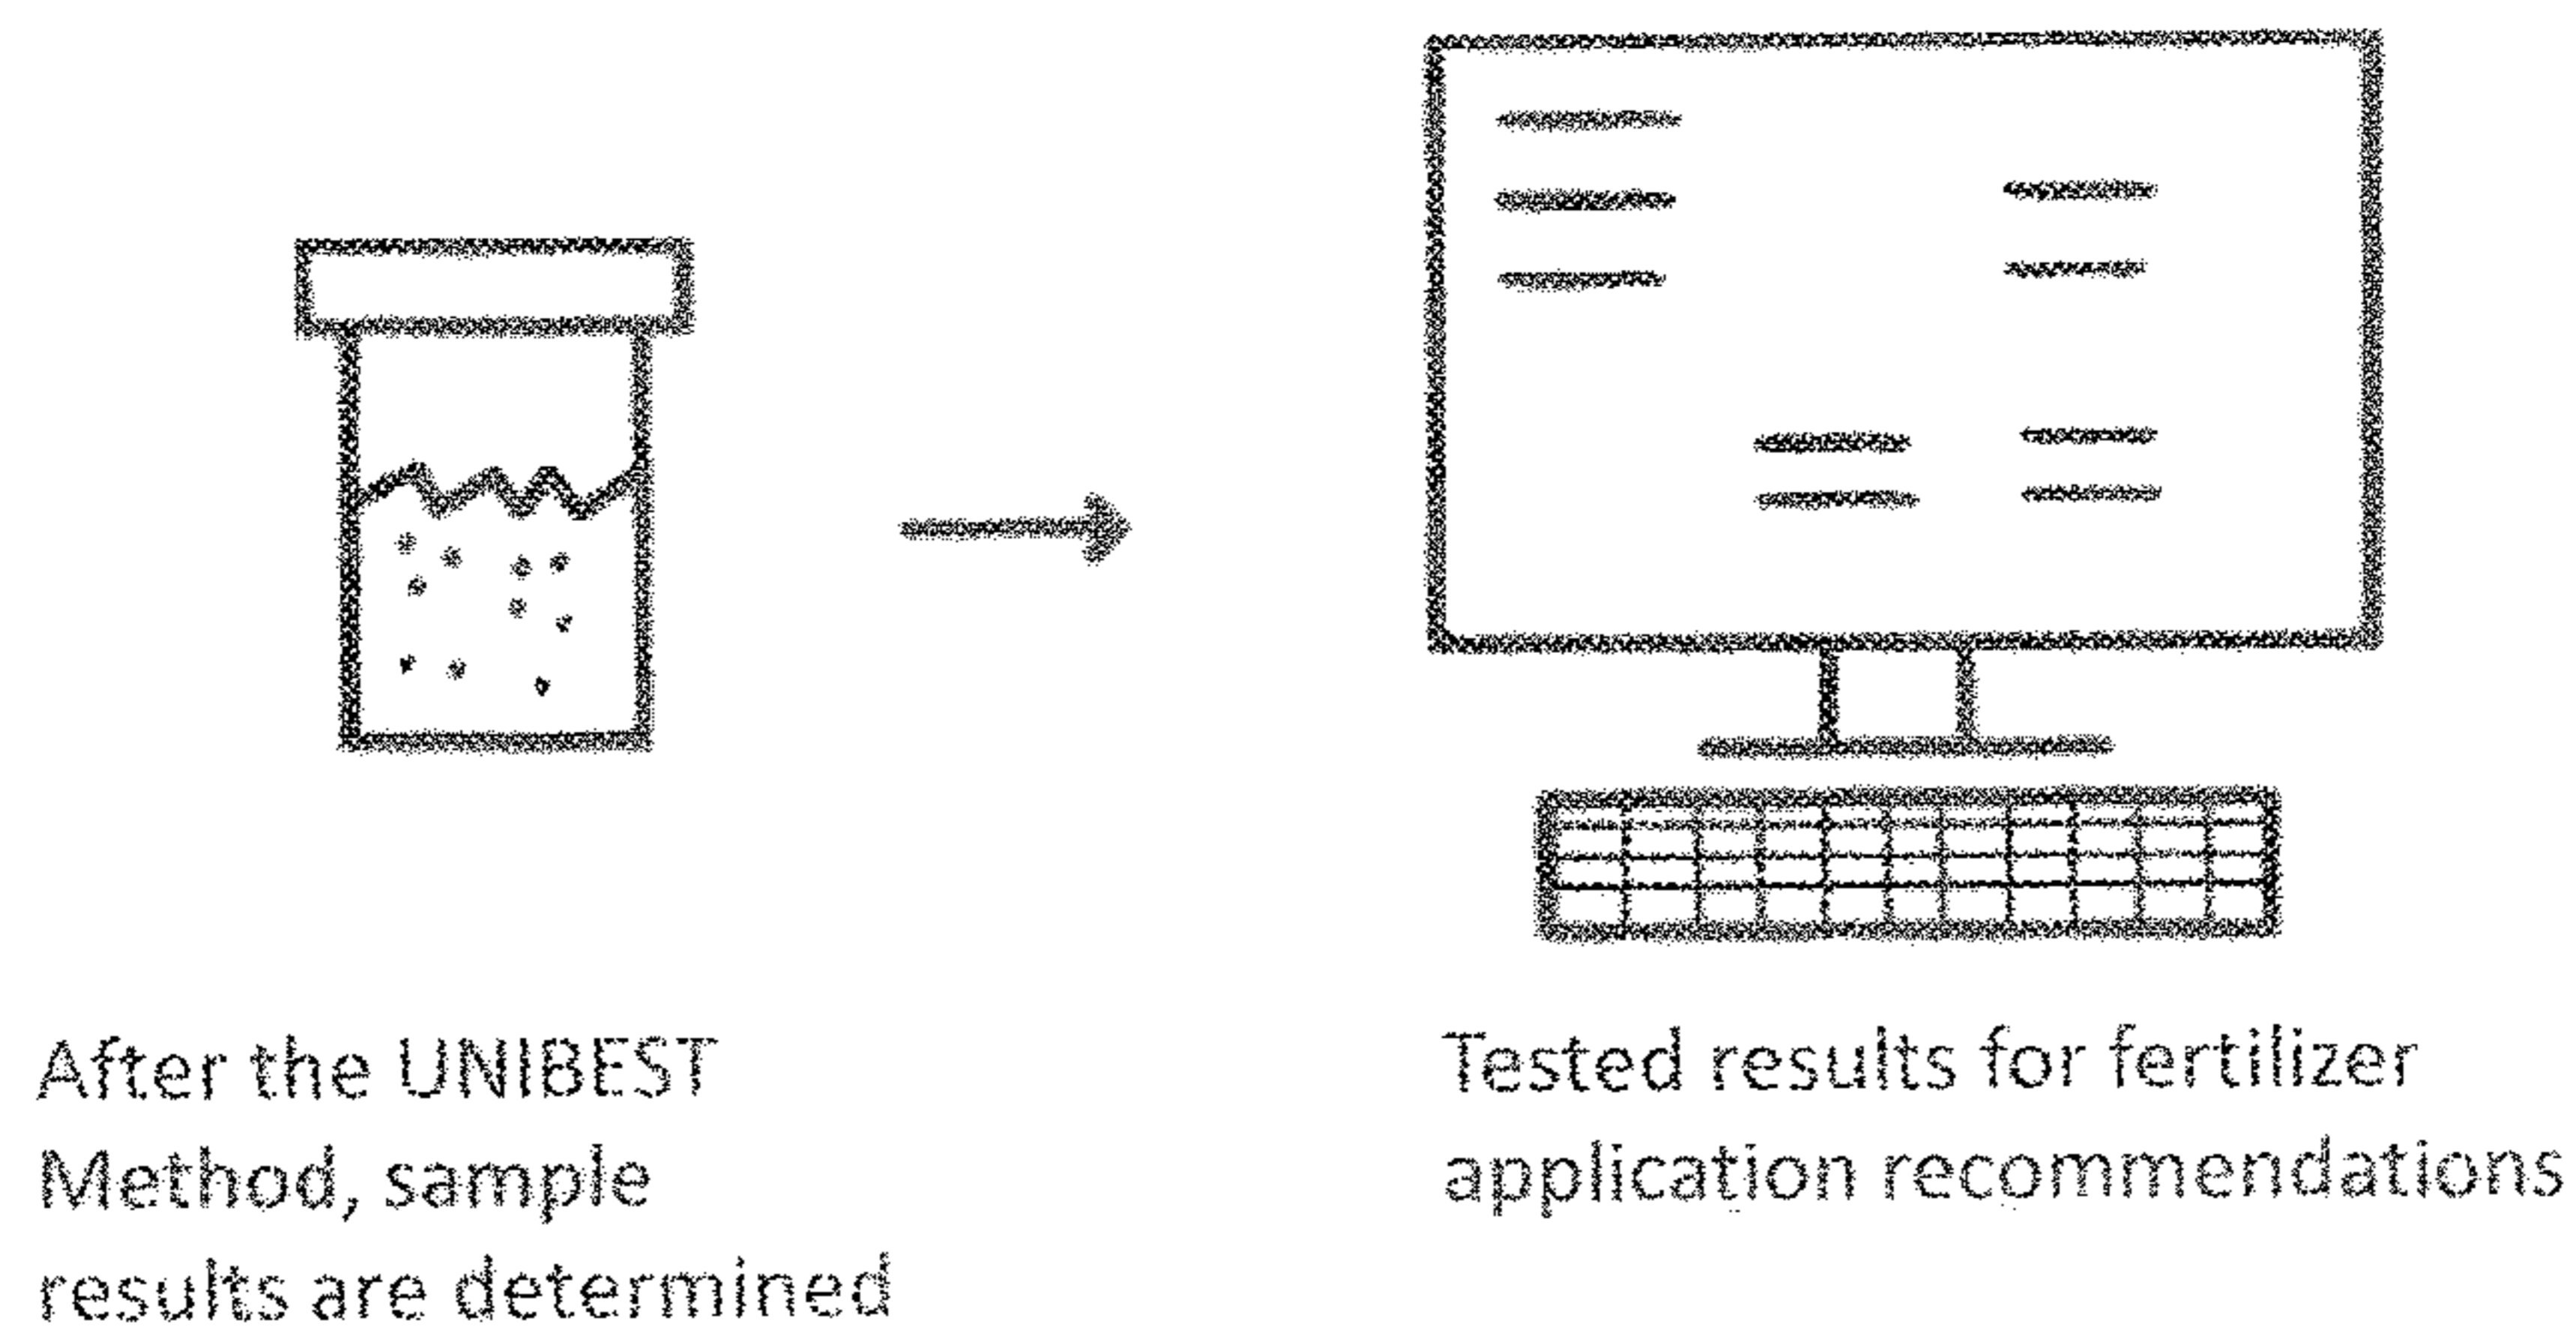 After the UNIBEST
Method, sample
results are determined
Tested results for fertilizer
application recommendations